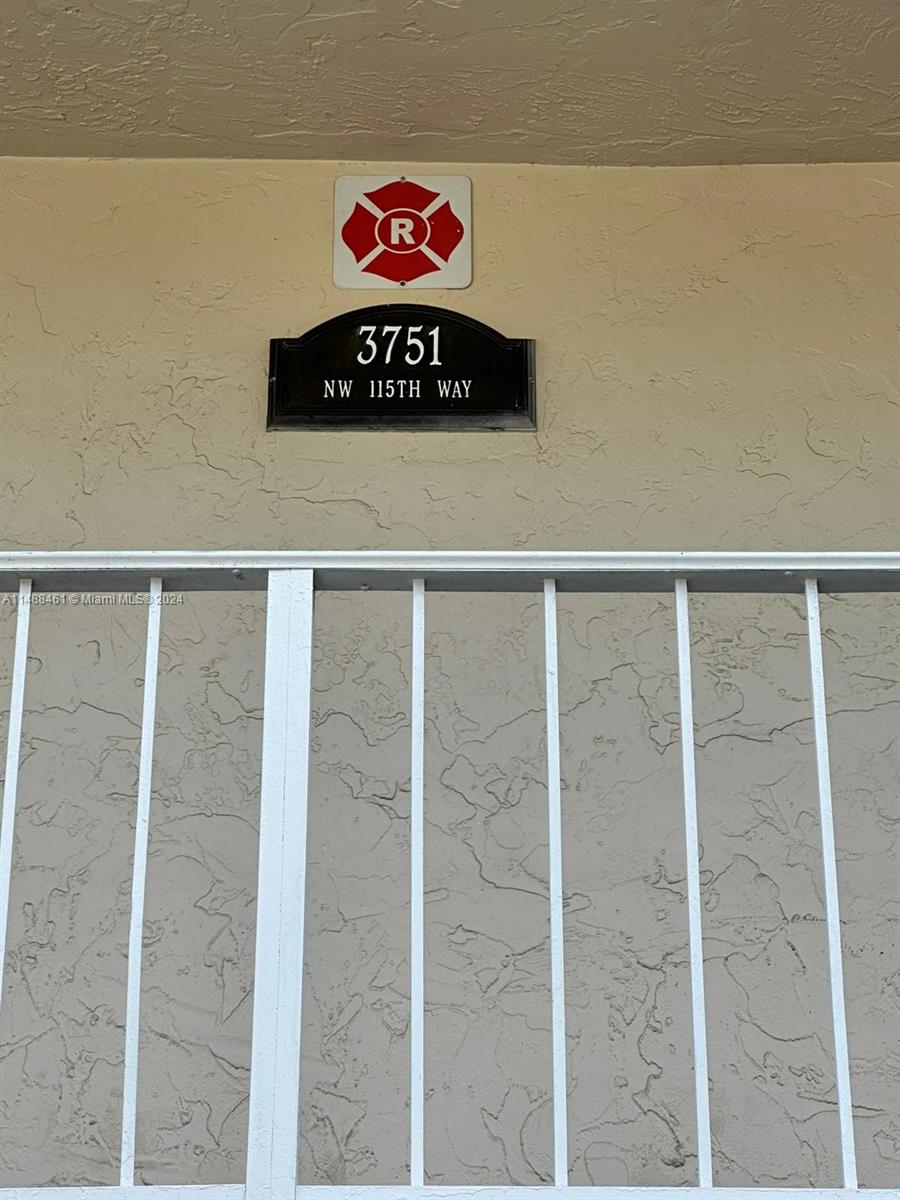 R
3751
NW 115TH WAY
A11488461 © Miami MLS © 2024